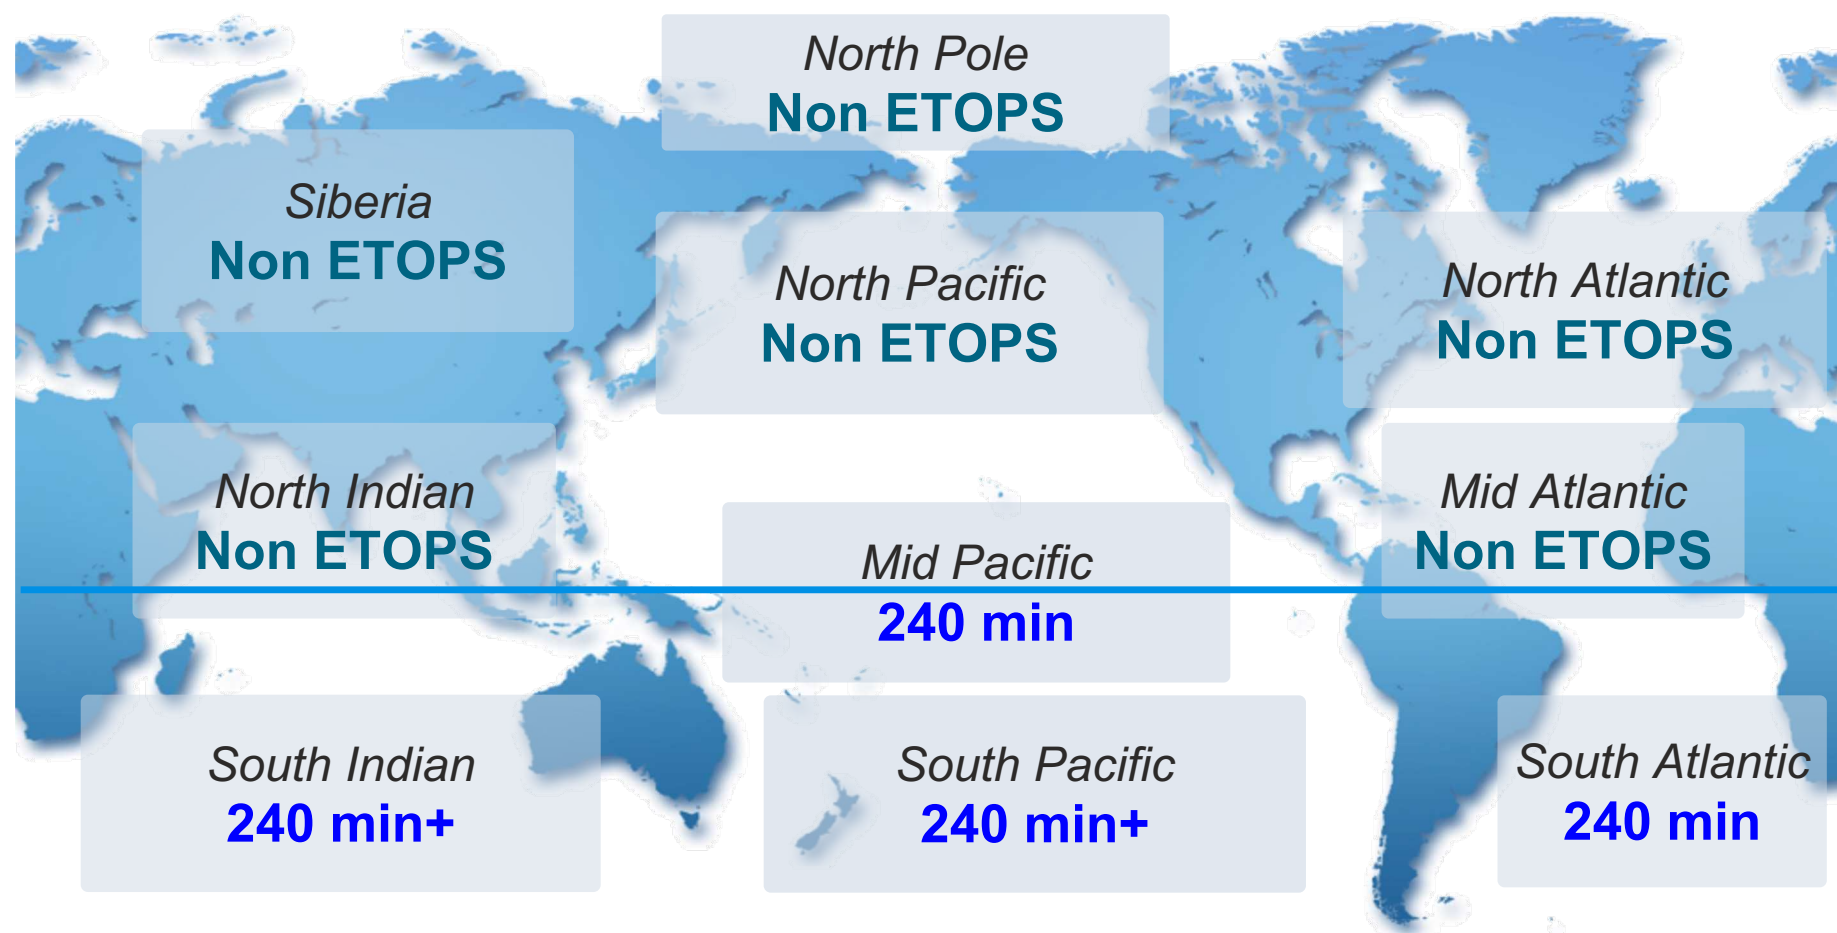 North Pole
Non ETOPS
Siberia
Non ETOPS
North Pacific
Non ETOPS
North Atlantic
Non ETOPS
North Indian
Non ETOPS
Mid Pacific
240 min
Mid Atlantic
Non ETOPS
South Indian
240 min+
South Pacific
240 min+
South Atlantic
240 min